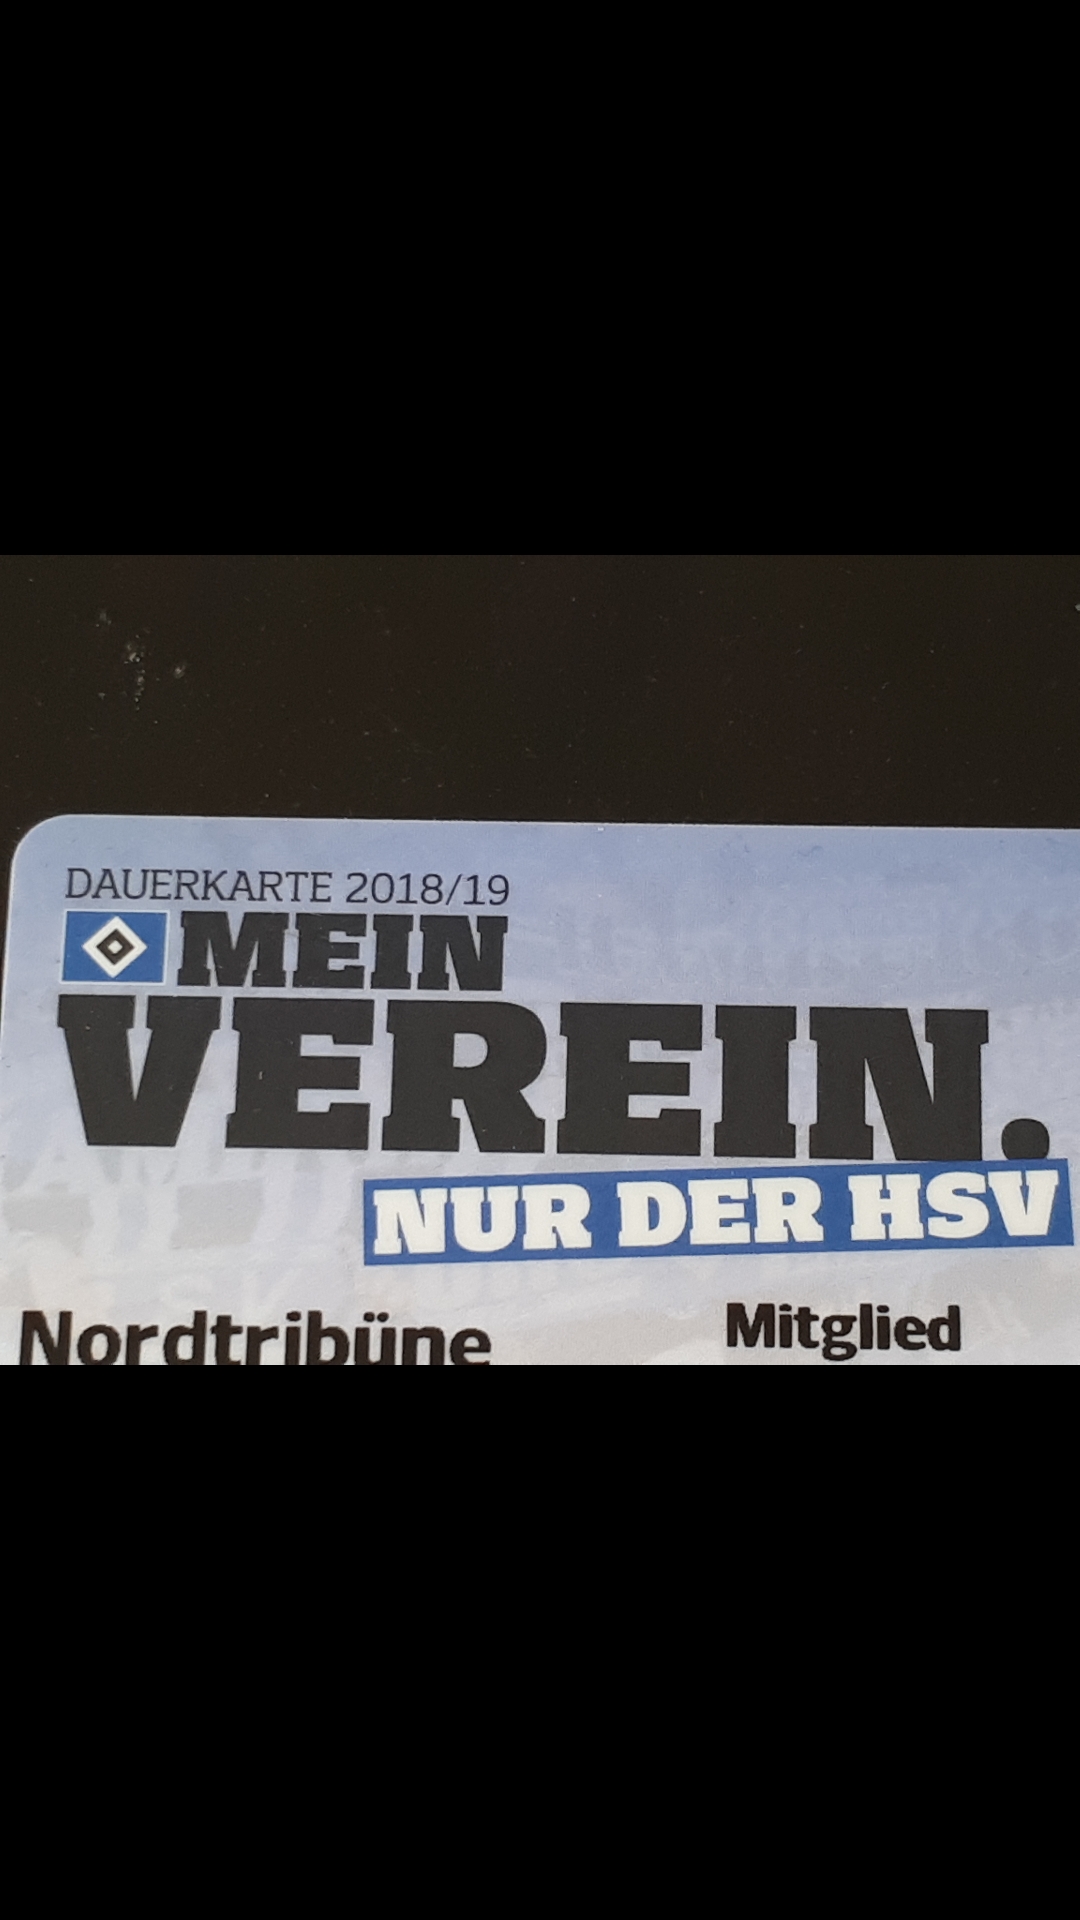 DAUERKARTE 2018/19
MEIN
VEREIN.
NUR DER HSV
Nordtribüne
Mitglied